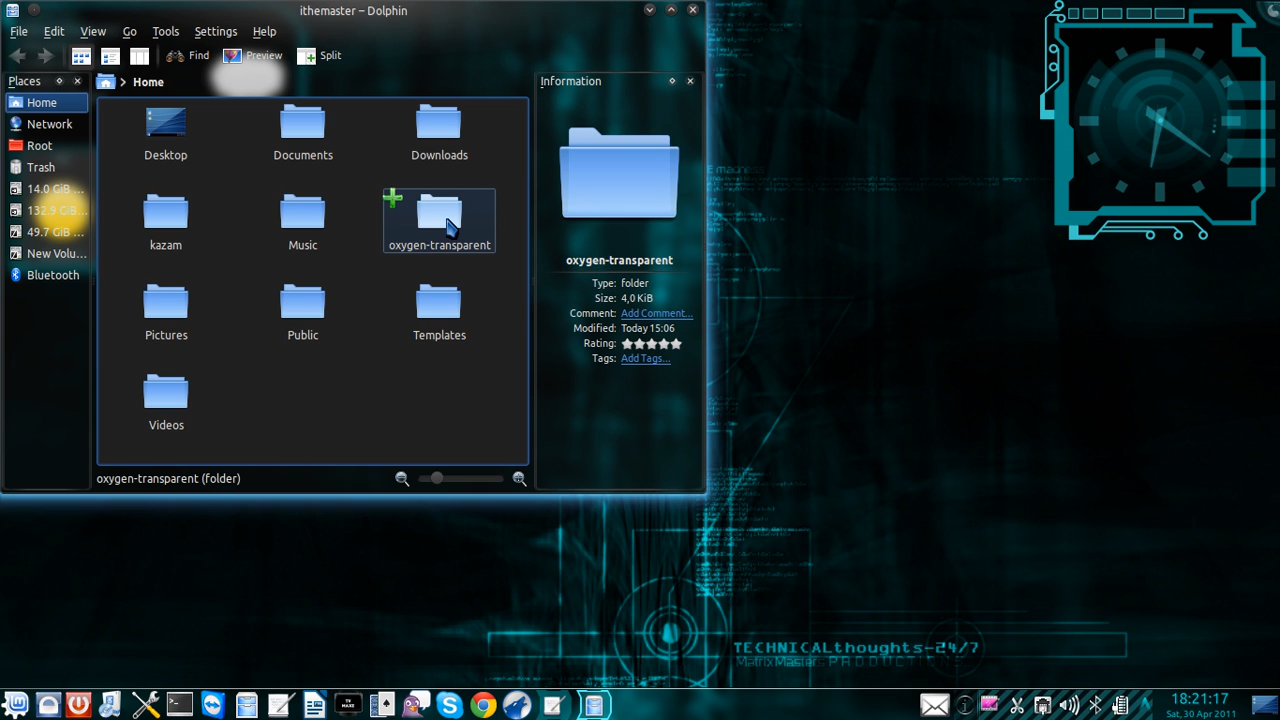 ithemaster – Dolphin
File Edit View Go Tools Settings Help
Find Preview Split
Places
Home
Network
Root
Trash
14.0 GiB ...
132.9 GiB...
49.7 GiB ...
New Volu...
Bluetooth
Home
Desktop Documents Downloads
kazam Music oxygen-transparent
Pictures Public Templates
Videos
oxygen-transparent (folder)
Information
oxygen-transparent
Type: folder
Size: 4,0 KiB
Comment: Add Comment...
Modified: Today 15:06
Rating:
Tags: Add Tags...
E madness
TECHNICALthoughts-24/7
MatrixMasters PRODUCTIONS
18:21:17
Sat, 30 Apr 2011